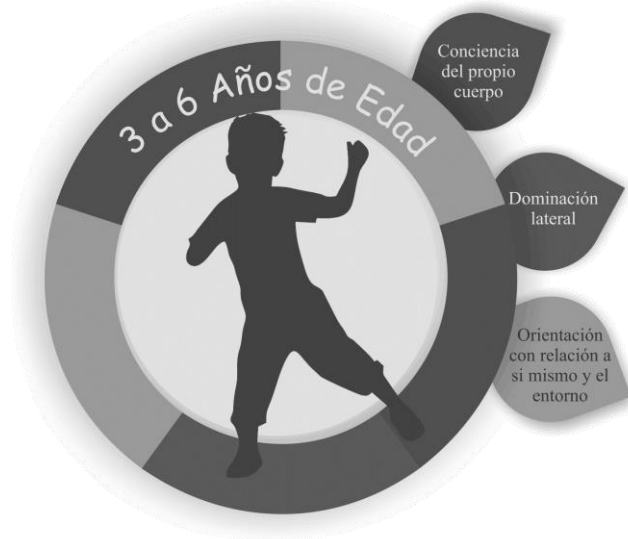 3 a 6 Años de Edad
Conciencia
del propio
cuerpo
Dominación
lateral
Orientación
con relación a
si mismo y el
entorno